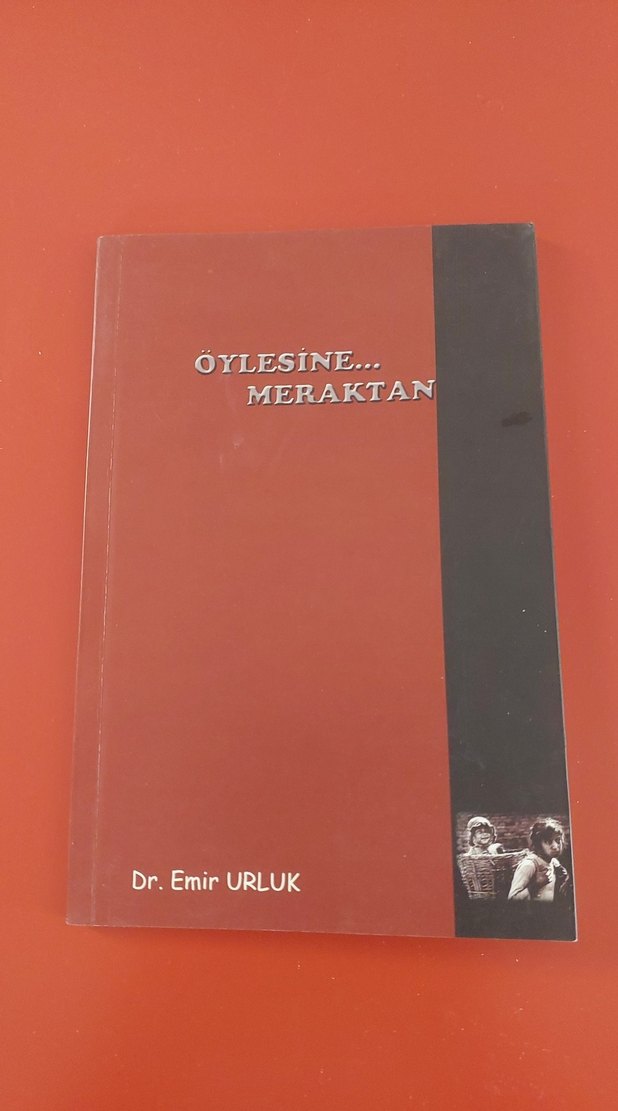 ÖYLESİNE...
MERAKTAN
Dr. Emir URLUK